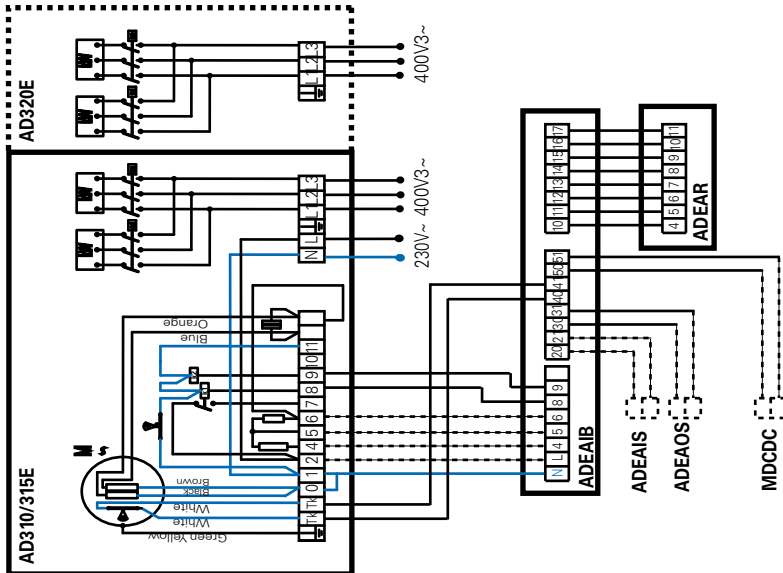 AD320E
L1 L2 L3
400V3~
AD310/315E
L1 L2 L3
N L
230V~ 400V3~
M
Green Yellow
White
White
Black
Brown
Blue
Orange
TK TK 0 1 2 4 5 6 7 8 9 10 11
ADEAIB
N L 4 5 6 8 9
20 21 30 31 40 41 50 51
10 11 12 13 14 15 16 17
ADEAR
4 5 6 7 8 9 10 11
ADEAIS
ADEAOS
MDCDC